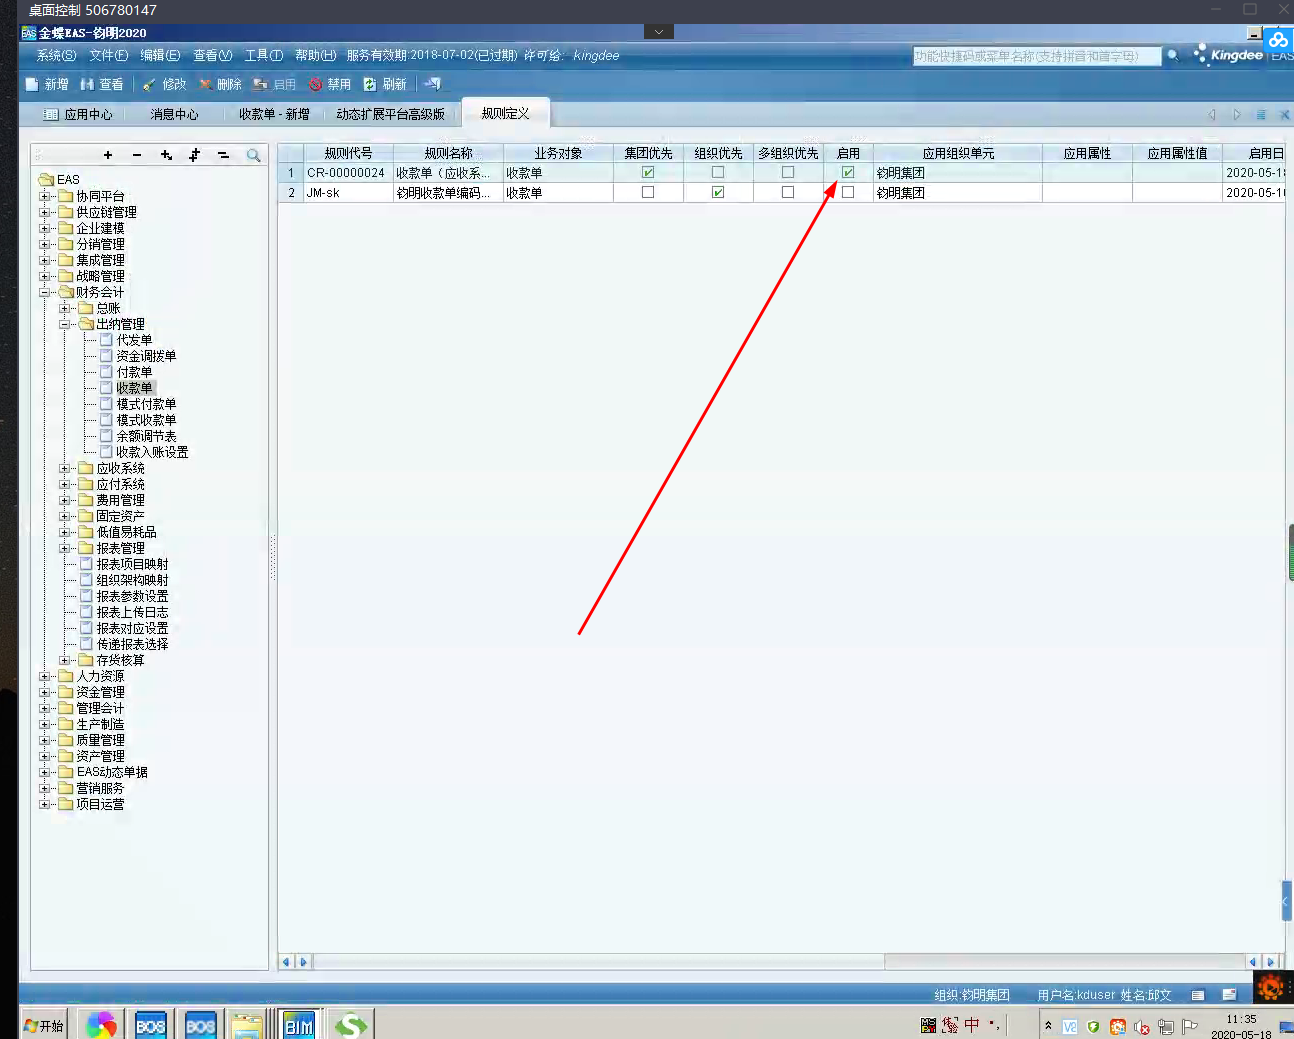 桌面控制 506780147
金蝶EAS-钧明2020
系统(S) 文件(F) 编辑(E) 查看(V) 工具(T) 帮助(H) 服务有效期:2018-07-02(已过期) 许可给: kingdee
功能快捷码或菜单名称(支持拼音和首字母)
Kingdee EAS
新增 查看 修改 删除 启用 禁用 刷新
应用中心 消息中心 收款单 - 新增 动态扩展平台高级版 规则定义
规则代号 规则名称 业务对象 集团优先 组织优先 多组织优先 启用 应用组织单元 应用属性 应用属性值 启用日
1 CR-00000024 收款单（应收系... 收款单 钧明集团 2020-05-18
2 JM-sk 钧明收款单编码... 收款单 钧明集团
EAS
协同平台
供应链管理
企业建模
分销管理
集成管理
战略管理
财务会计
总账
出纳管理
代发单
资金调拨单
付款单
收款单
模式付款单
模式收款单
余额调节表
收款入账设置
应收系统
应付系统
费用管理
固定资产
低值易耗品
报表管理
报表项目映射
组织架构映射
报表参数设置
报表上传日志
报表对应设置
传递报表选择
存货核算
人力资源
资金管理
管理会计
生产制造
质量管理
资产管理
EAS动态单据
营销服务
项目运营
组织:钧明集团 用户名:kduser 姓名:邱文
开始 BOS BOS BIM 中 11:35
2020-05-18